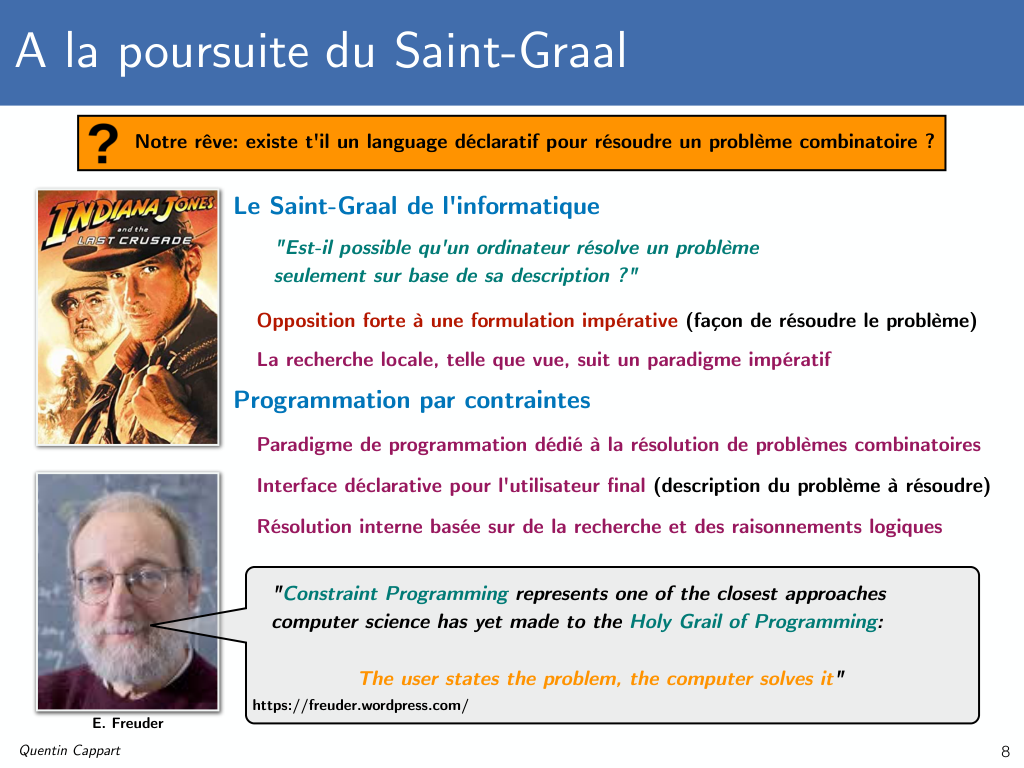 A la poursuite du Saint-Graal
? Notre rêve: existe t'il un language déclaratif pour résoudre un problème combinatoire ?
INDIANA JONES
and the
LAST CRUSADE
Le Saint-Graal de l'informatique
"Est-il possible qu'un ordinateur résolve un problème
seulement sur base de sa description ?"
Opposition forte à une formulation impérative (façon de résoudre le problème)
La recherche locale, telle que vue, suit un paradigme impératif
Programmation par contraintes
Paradigme de programmation dédié à la résolution de problèmes combinatoires
Interface déclarative pour l'utilisateur final (description du problème à résoudre)
Résolution interne basée sur de la recherche et des raisonnements logiques
"Constraint Programming represents one of the closest approaches
computer science has yet made to the Holy Grail of Programming:
The user states the problem, the computer solves it"
https://freuder.wordpress.com/
E. Freuder
Quentin Cappart
8